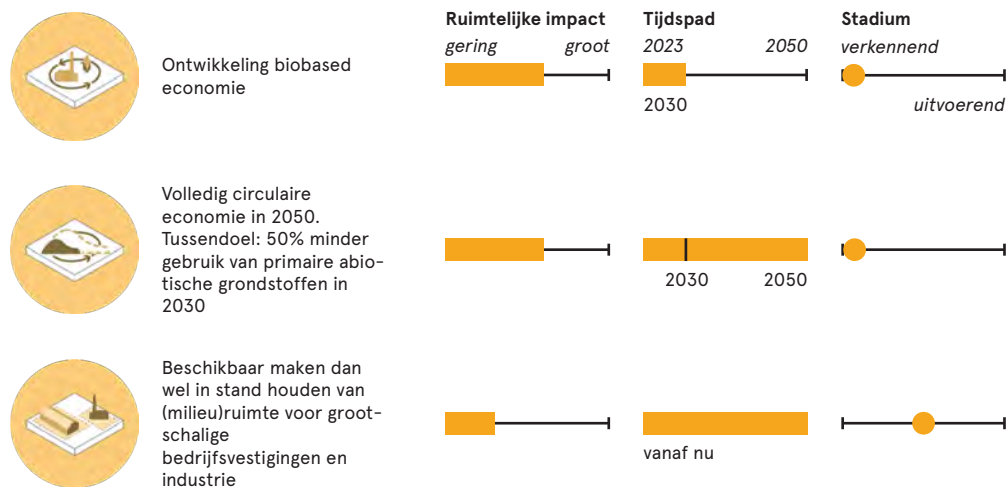 Ruimtelijke impact
gering groot
Tijdspad
2023 2050
Stadium
verkennend
uitvoerend
Ontwikkeling biobased
economie
2030
Volledig circulaire
economie in 2050.
Tussendoel: 50% minder
gebruik van primaire abio-
tische grondstoffen in
2030
2030 2050
Beschikbaar maken dan
wel in stand houden van
(milieu)ruimte voor groot-
schalige
bedrijfsvestigingen en
industrie
vanaf nu